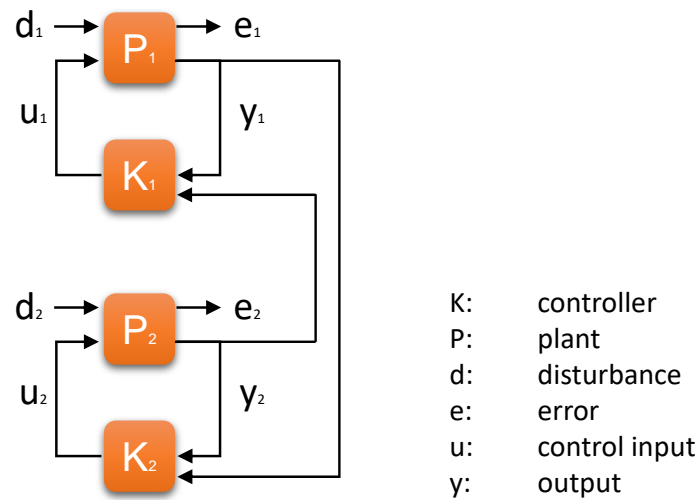 d₁ P₁ e₁
u₁ y₁
K₁
d₂ P₂ e₂
u₂ y₂
K₂
K: controller
P: plant
d: disturbance
e: error
u: control input
y: output